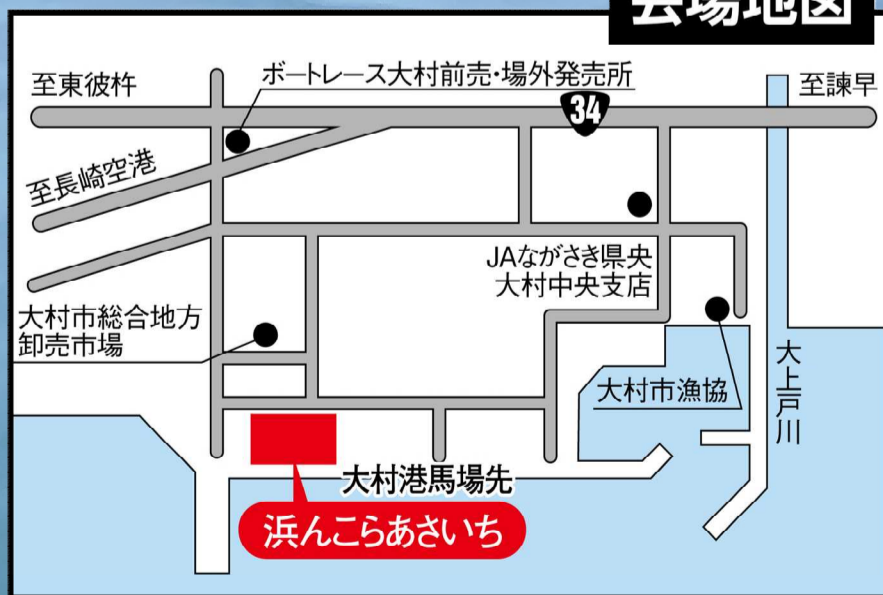 会場地図
至東彼杵
ボートレース大村前売・場外発売所
至諫早
34
至長崎空港
JAながさき県央
大村中央支店
大村市総合地方
卸売市場
大村市漁協
大上戸川
大村港馬場先
浜んこらあさいち